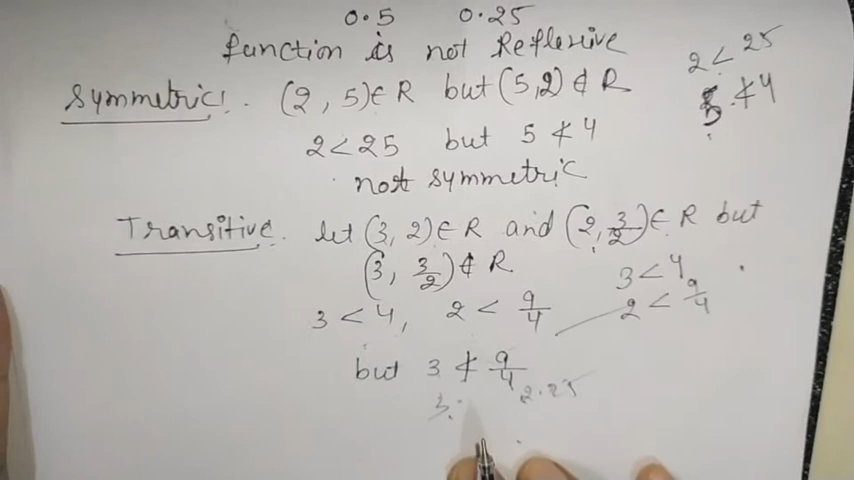 0.5 0.25
function is not Reflexive
Symmetric. (2, 5) ∈ R but (5,2) ∉ R
2 < 25
5 ≮ 4
2 < 25 but 5 ≮ 4
not symmetric
Transitive. let (3, 2) ∈ R and (2, 3/2) ∈ R but
(3, 3/2) ∉ R
3 < 4
2 < 9/4
3 < 4, 2 < 9/4
but 3 ≮ 9/4
3. 2.25